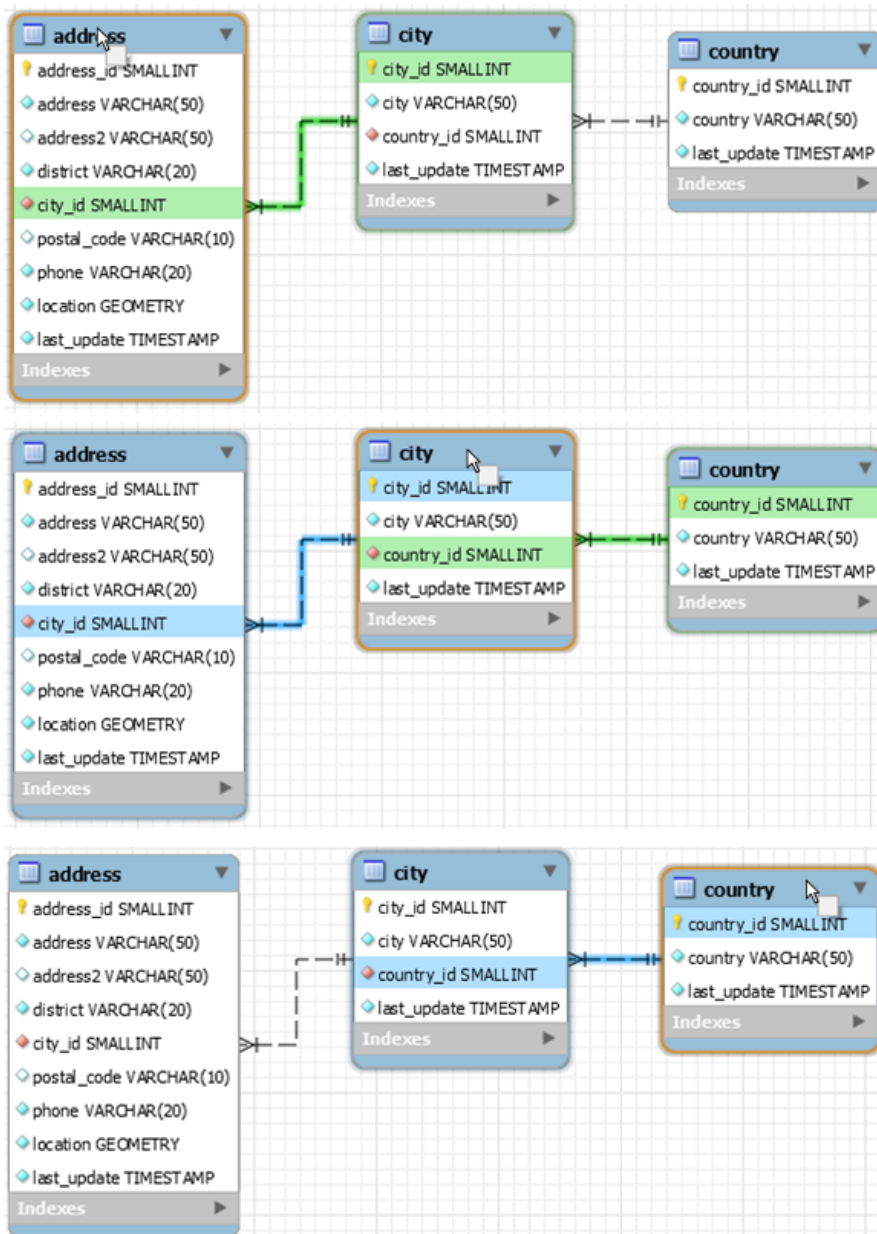 address
address_id SMALLINT
address VARCHAR(50)
address2 VARCHAR(50)
district VARCHAR(20)
city_id SMALLINT
postal_code VARCHAR(10)
phone VARCHAR(20)
location GEOMETRY
last_update TIMESTAMP
Indexes
city
city_id SMALLINT
city VARCHAR(50)
country_id SMALLINT
last_update TIMESTAMP
Indexes
country
country_id SMALLINT
country VARCHAR(50)
last_update TIMESTAMP
Indexes
address
address_id SMALLINT
address VARCHAR(50)
address2 VARCHAR(50)
district VARCHAR(20)
city_id SMALLINT
postal_code VARCHAR(10)
phone VARCHAR(20)
location GEOMETRY
last_update TIMESTAMP
Indexes
city
city_id SMALLINT
city VARCHAR(50)
country_id SMALLINT
last_update TIMESTAMP
Indexes
country
country_id SMALLINT
country VARCHAR(50)
last_update TIMESTAMP
Indexes
address
address_id SMALLINT
address VARCHAR(50)
address2 VARCHAR(50)
district VARCHAR(20)
city_id SMALLINT
postal_code VARCHAR(10)
phone VARCHAR(20)
location GEOMETRY
last_update TIMESTAMP
Indexes
city
city_id SMALLINT
city VARCHAR(50)
country_id SMALLINT
last_update TIMESTAMP
Indexes
country
country_id SMALLINT
country VARCHAR(50)
last_update TIMESTAMP
Indexes